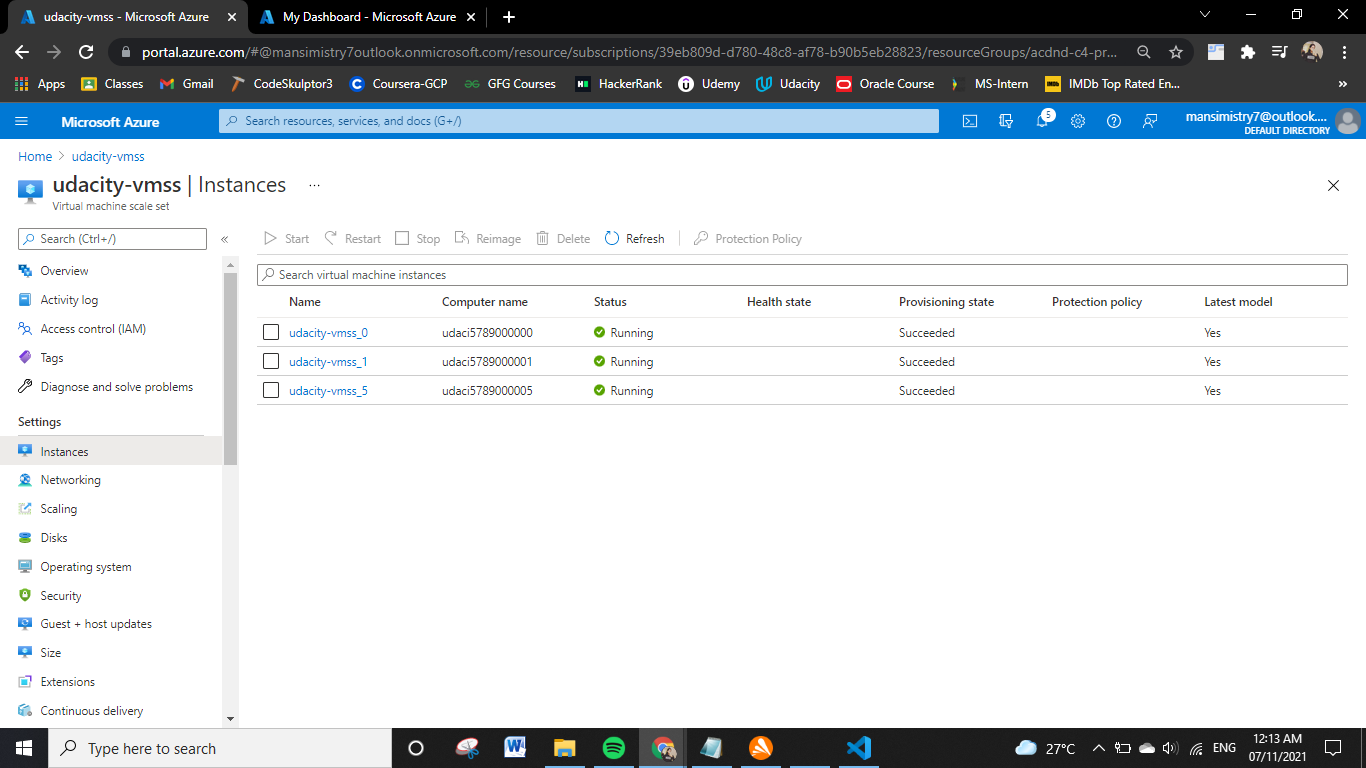 udacity-vmss - Microsoft Azure
My Dashboard - Microsoft Azure
portal.azure.com/#@mansimistry7outlook.onmicrosoft.com/resource/subscriptions/39eb809d-d780-48c8-af78-b90b5eb28823/resourceGroups/acdnd-c4-pr...
Apps Classes Gmail CodeSkulptor3 Coursera-GCP GFG Courses HackerRank Udemy Udacity Oracle Course MS-Intern IMDb Top Rated En... »
Microsoft Azure
Search resources, services, and docs (G+/)
5
mansimistry7@outlook....
DEFAULT DIRECTORY
Home > udacity-vmss
udacity-vmss | Instances ...
Virtual machine scale set
Search (Ctrl+/) «
Start Restart Stop Reimage Delete Refresh Protection Policy
Search virtual machine instances
Name Computer name Status Health state Provisioning state Protection policy Latest model
udacity-vmss_0 udaci5789000000 Running Succeeded Yes
udacity-vmss_1 udaci5789000001 Running Succeeded Yes
udacity-vmss_5 udaci5789000005 Running Succeeded Yes
Overview
Activity log
Access control (IAM)
Tags
Diagnose and solve problems
Settings
Instances
Networking
Scaling
Disks
Operating system
Security
Guest + host updates
Size
Extensions
Continuous delivery
Type here to search
27°C
ENG
12:13 AM
07/11/2021